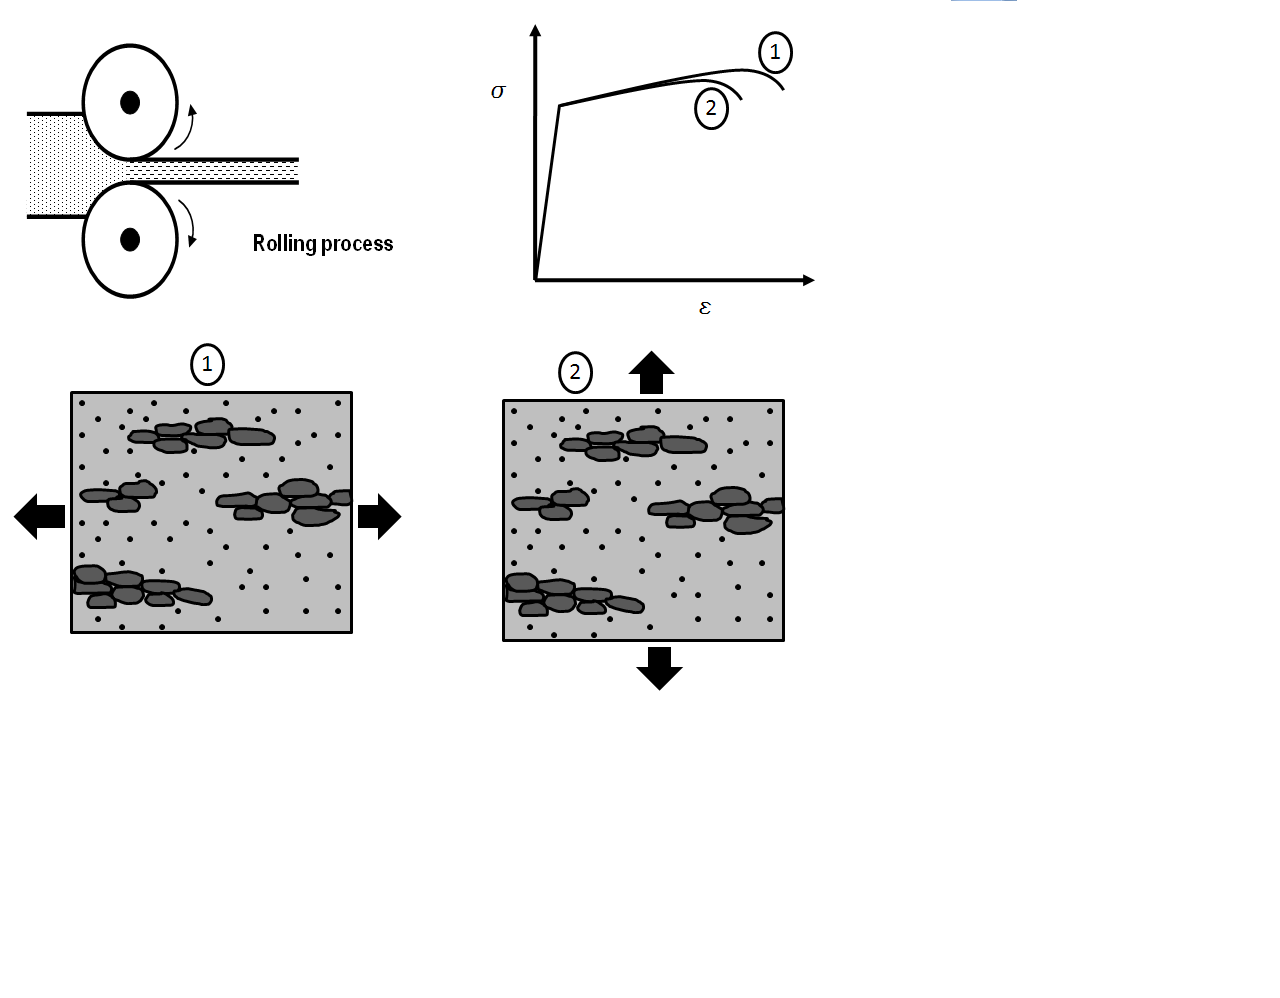 1
σ
2
Rolling process
ε
1
2